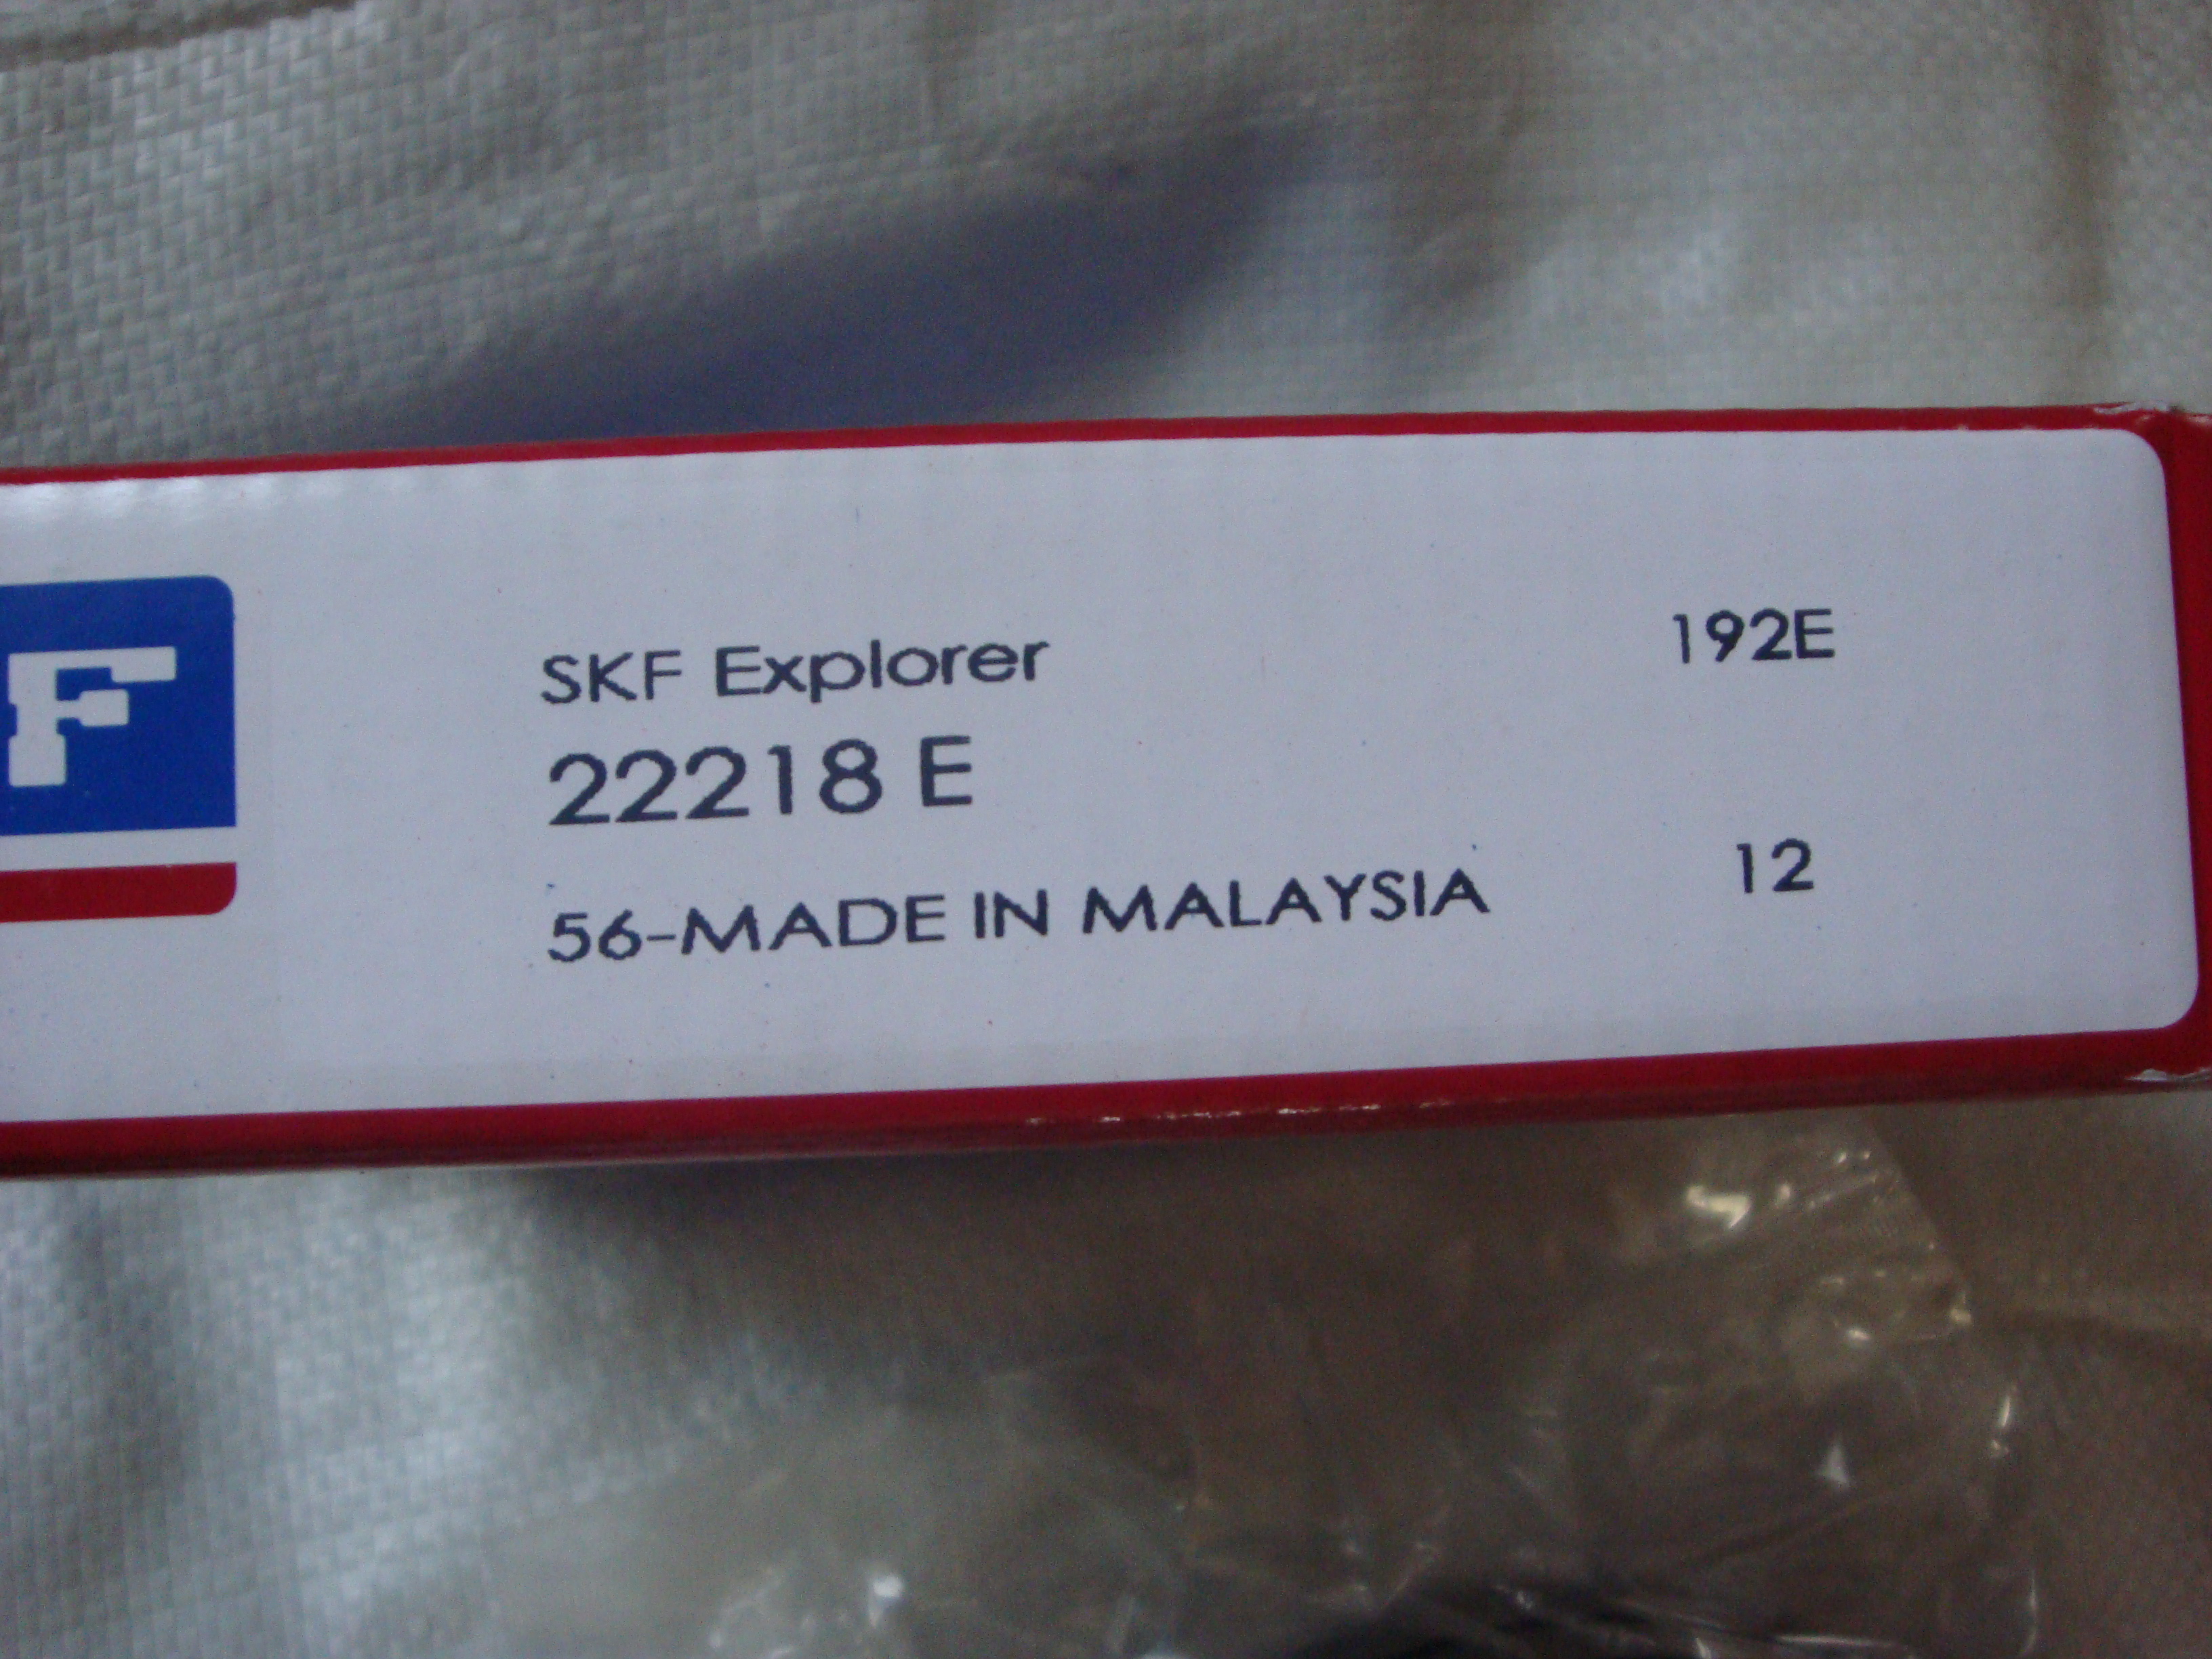 F
SKF Explorer
192E
22218 E
56-MADE IN MALAYSIA
12